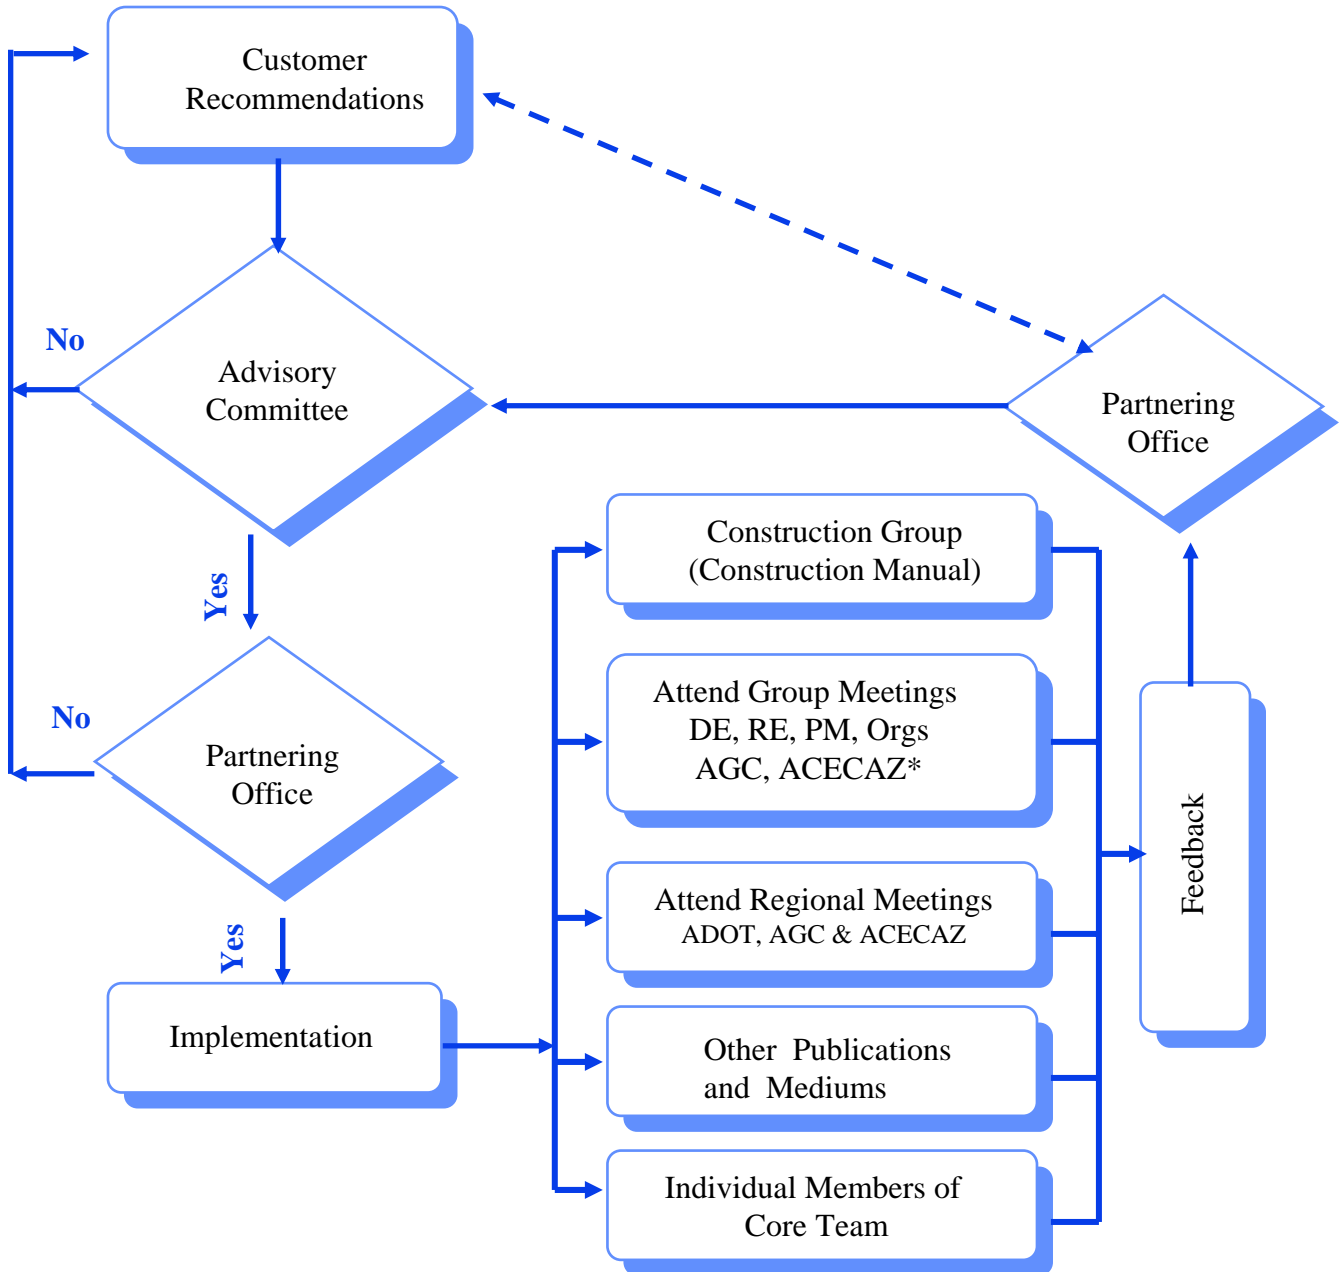 Customer
Recommendations
No
Advisory
Committee
Partnering
Office
Yes
Construction Group
(Construction Manual)
No
Partnering
Office
Attend Group Meetings
DE, RE, PM, Orgs
AGC, ACECAZ*
Feedback
Attend Regional Meetings
ADOT, AGC & ACECAZ
Yes
Implementation
Other Publications
and Mediums
Individual Members of
Core Team